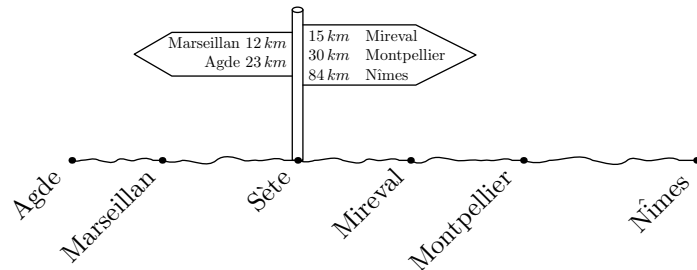 Marseillan 12 km
Agde 23 km
15 km Mireval
30 km Montpellier
84 km Nîmes
Agde
Marseillan
Sète
Mireval
Montpellier
Nîmes